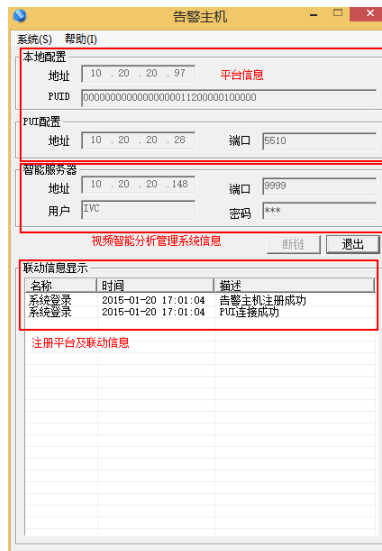 告警主机
系统(S) 帮助(I)
本地配置
地址 10 . 20 . 20 . 97 平台信息
PUID 000000000000000001120000010000
PUI配置
地址 10 . 20 . 20 . 28 端口 5510
智能服务器
地址 10 . 20 . 20 .148 端口 9999
用户 IVC 密码 ***
视频智能分析管理系统信息 断链 退出
联动信息显示
名称 时间 描述
系统登录 2015-01-20 17:01:04 告警主机注册成功
系统登录 2015-01-20 17:01:04 PUI连接成功
注册平台及联动信息